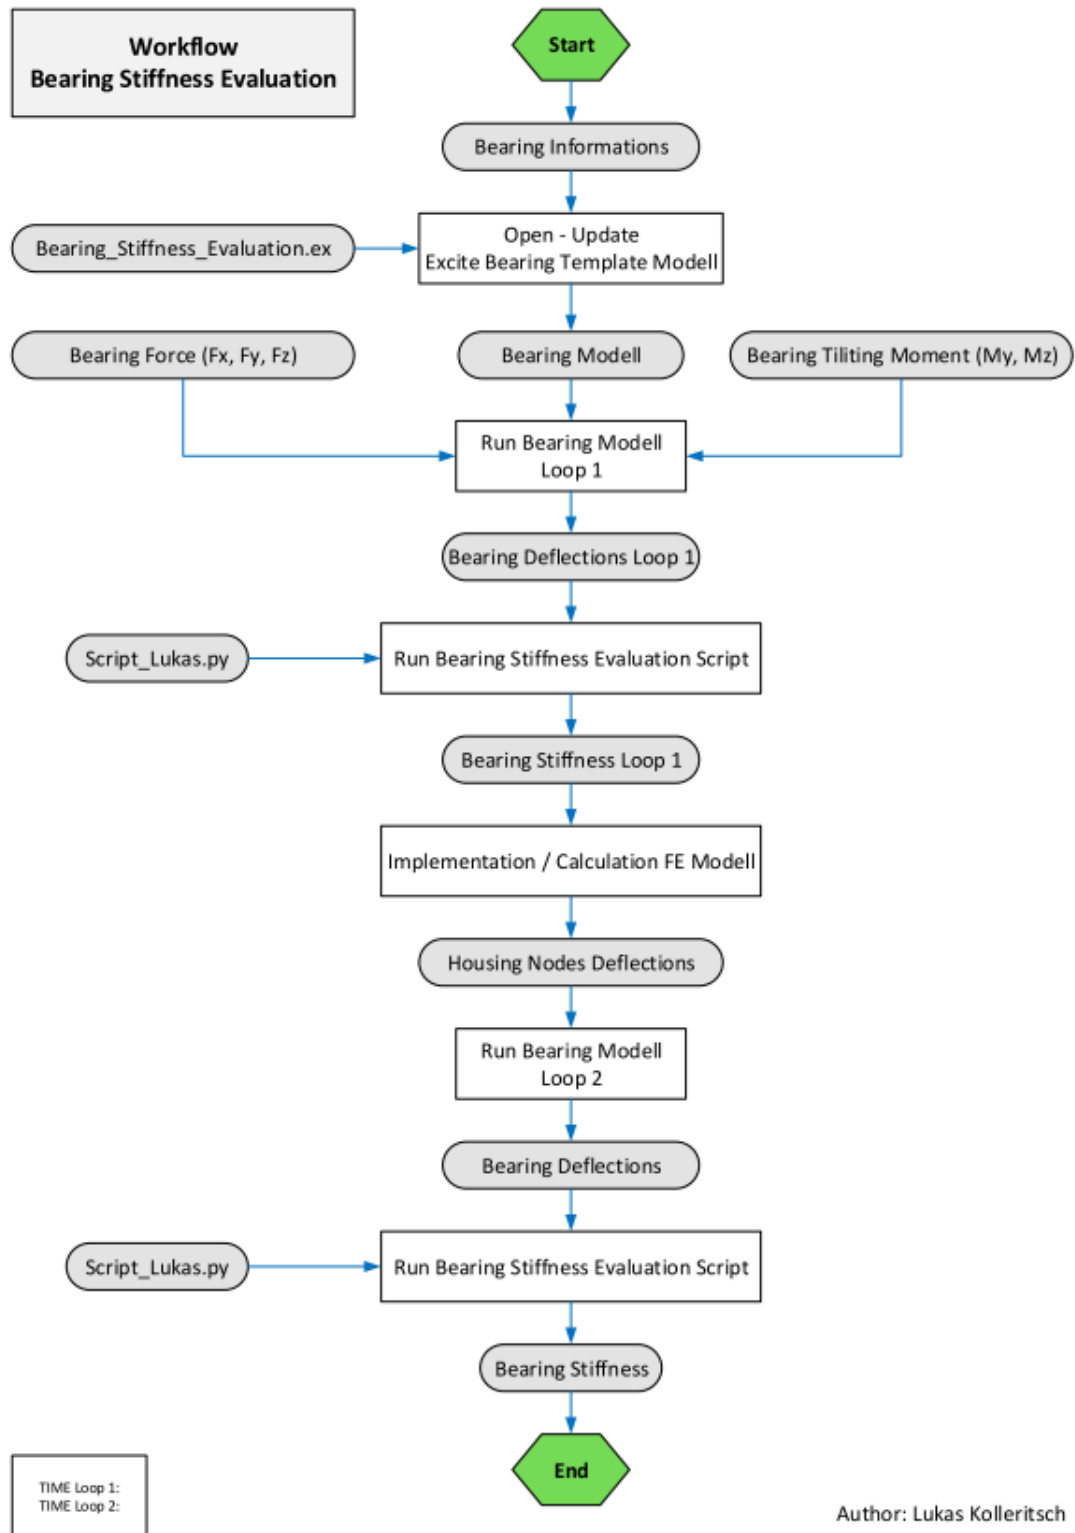 Workflow
Bearing Stiffness Evaluation
Start
Bearing Informations
Bearing_Stiffness_Evaluation.ex
Open - Update
Excite Bearing Template Modell
Bearing Force (Fx, Fy, Fz)
Bearing Modell
Bearing Tiliting Moment (My, Mz)
Run Bearing Modell
Loop 1
Bearing Deflections Loop 1
Script_Lukas.py
Run Bearing Stiffness Evaluation Script
Bearing Stiffness Loop 1
Implementation / Calculation FE Modell
Housing Nodes Deflections
Run Bearing Modell
Loop 2
Bearing Deflections
Script_Lukas.py
Run Bearing Stiffness Evaluation Script
Bearing Stiffness
End
TIME Loop 1:
TIME Loop 2:
Author: Lukas Kolleritsch